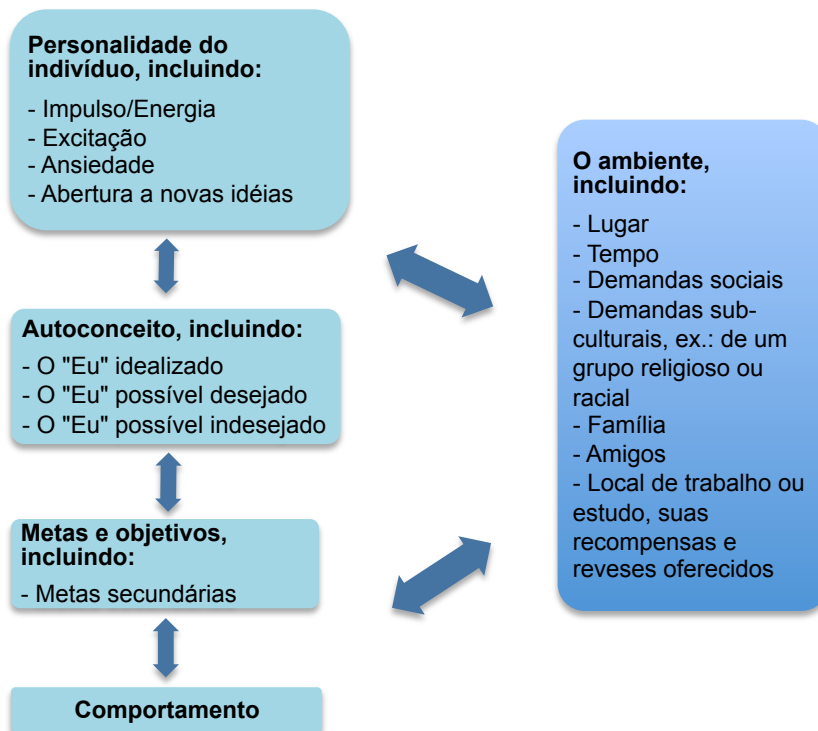 Personalidade do
indivíduo, incluindo:
- Impulso/Energia
- Excitação
- Ansiedade
- Abertura a novas idéias
Autoconceito, incluindo:
- O "Eu" idealizado
- O "Eu" possível desejado
- O "Eu" possível indesejado
Metas e objetivos,
incluindo:
- Metas secundárias
Comportamento
O ambiente,
incluindo:
- Lugar
- Tempo
- Demandas sociais
- Demandas sub-
culturais, ex.: de um
grupo religioso ou
racial
- Família
- Amigos
- Local de trabalho ou
estudo, suas
recompensas e
reveses oferecidos